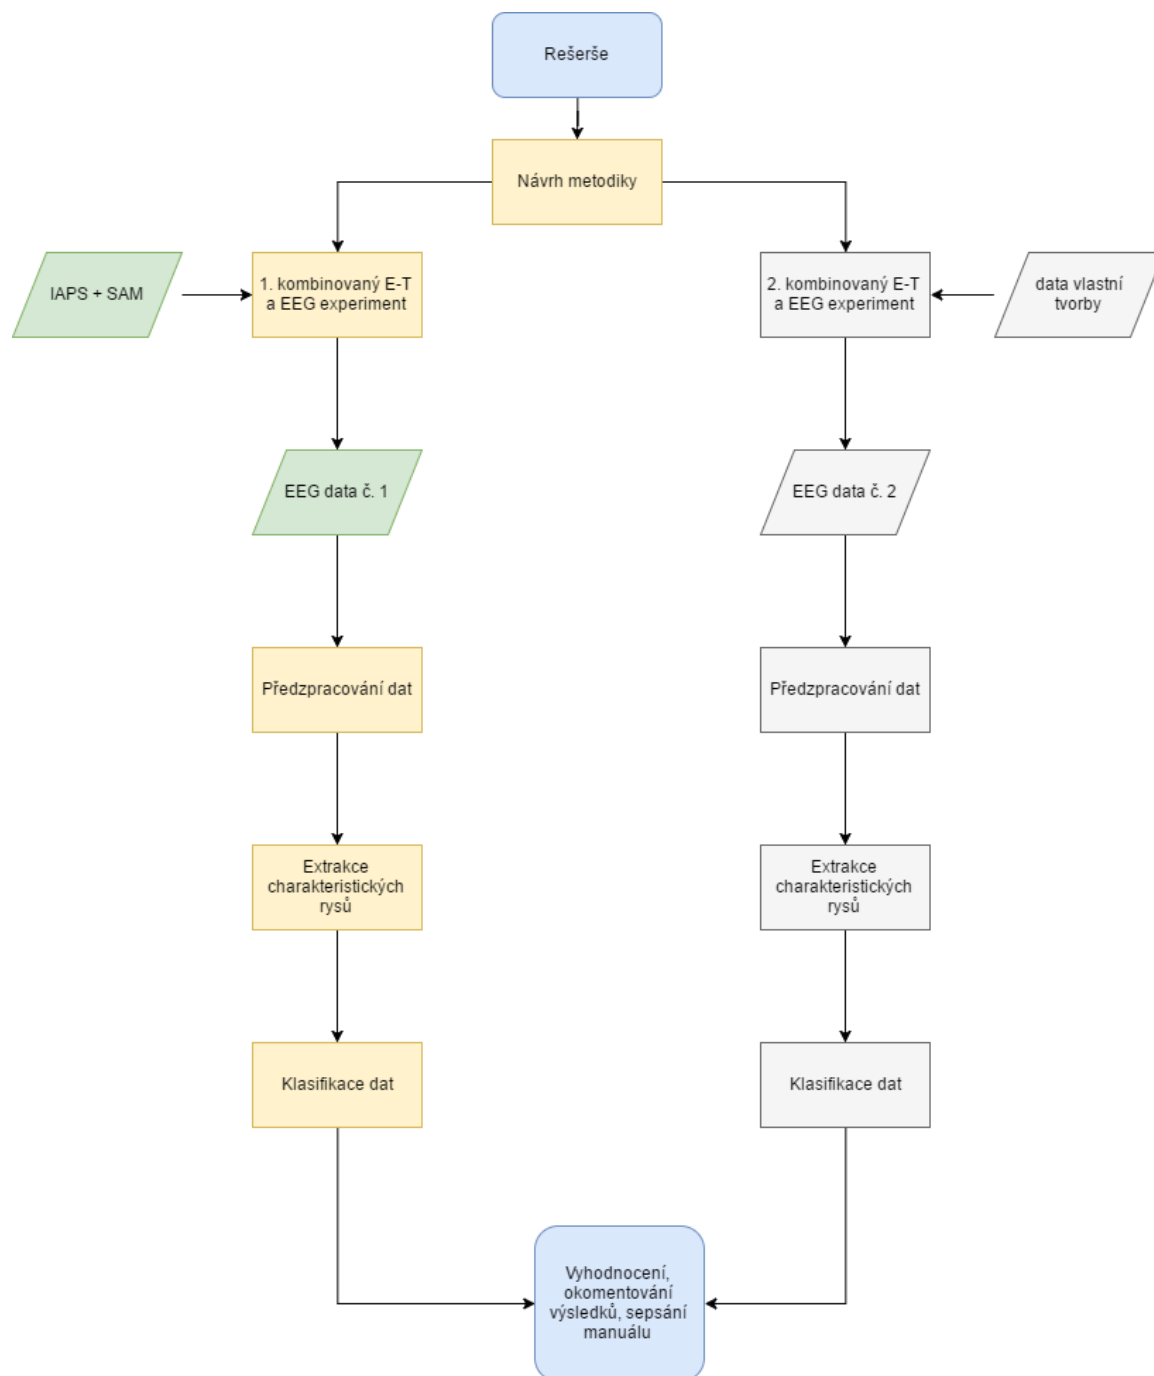 Rešerše
Návrh metodiky
IAPS + SAM
1. kombinovaný E-T
a EEG experiment
2. kombinovaný E-T
a EEG experiment
data vlastní
tvorby
EEG data č. 1
EEG data č. 2
Předzpracování dat
Předzpracování dat
Extrakce
charakteristických
rysů
Extrakce
charakteristických
rysů
Klasifikace dat
Klasifikace dat
Vyhodnocení,
okomentování
výsledků, sepsání
manuálu